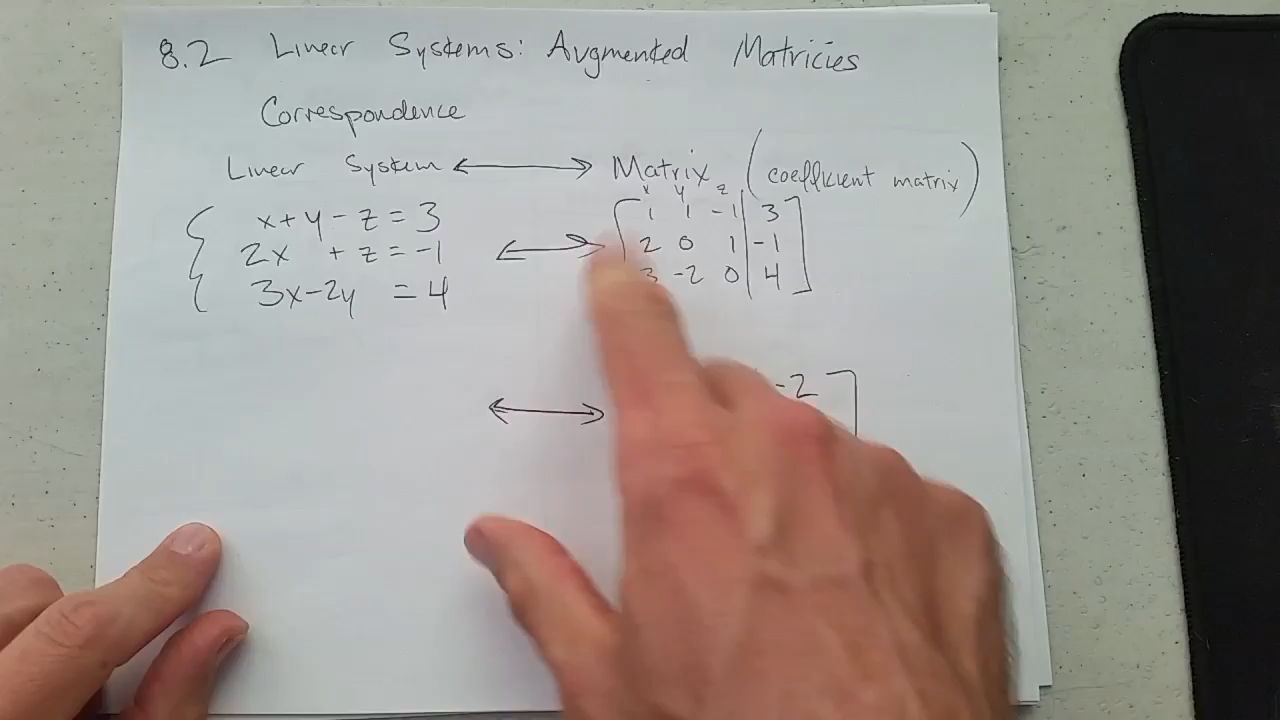 8.2 Linear Systems: Augmented Matricies
Correspondence
Linear System ⟷ Matrix (coefficient matrix)
x y z
x+y-z=3 1 1 -1 | 3
2x +z=-1 ⟷ 2 0 1 | -1
3x-2y =4 3 -2 0 | 4
⟷ -2